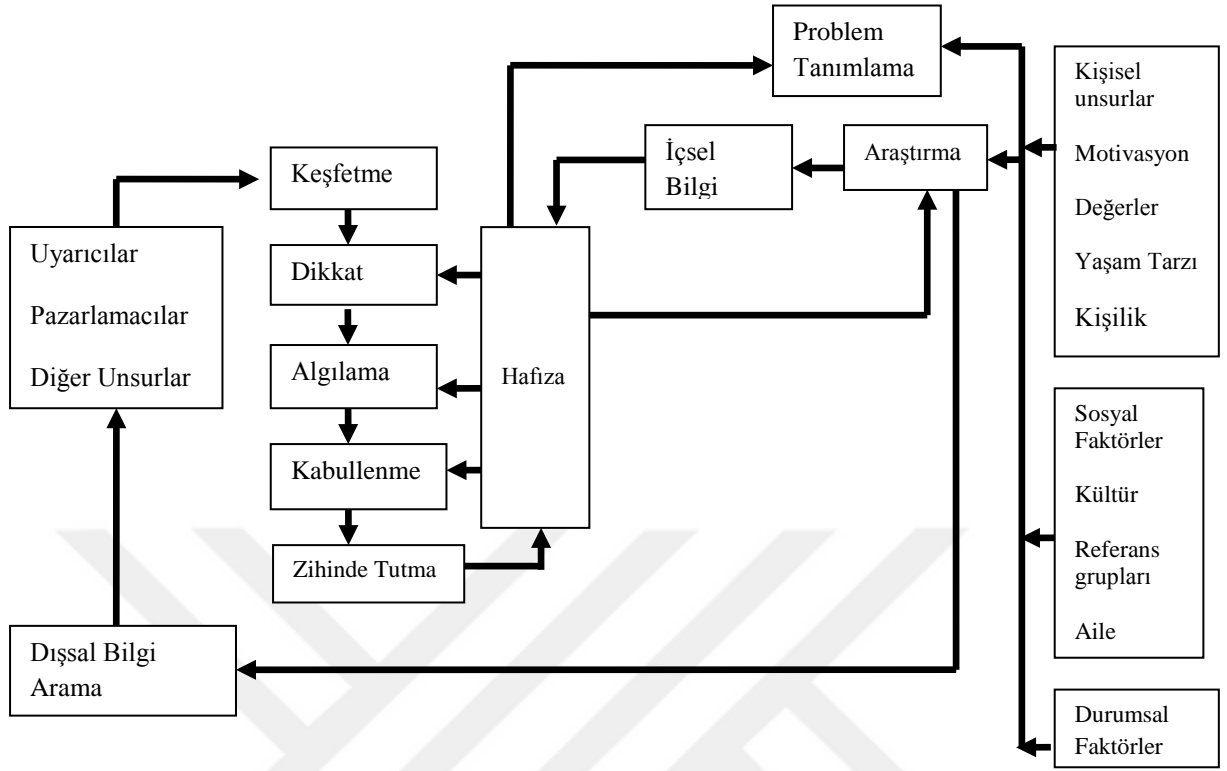 Problem
Tanımlama
Kişisel
unsurlar
Motivasyon
Değerler
Yaşam Tarzı
Kişilik
İçsel
Bilgi
Araştırma
Keşfetme
Uyarıcılar
Pazarlamacılar
Diğer Unsurlar
Dikkat
Algılama
Kabullenme
Zihinde Tutma
Hafıza
Sosyal
Faktörler
Kültür
Referans
grupları
Aile
Dışsal Bilgi
Arama
Durumsal
Faktörler